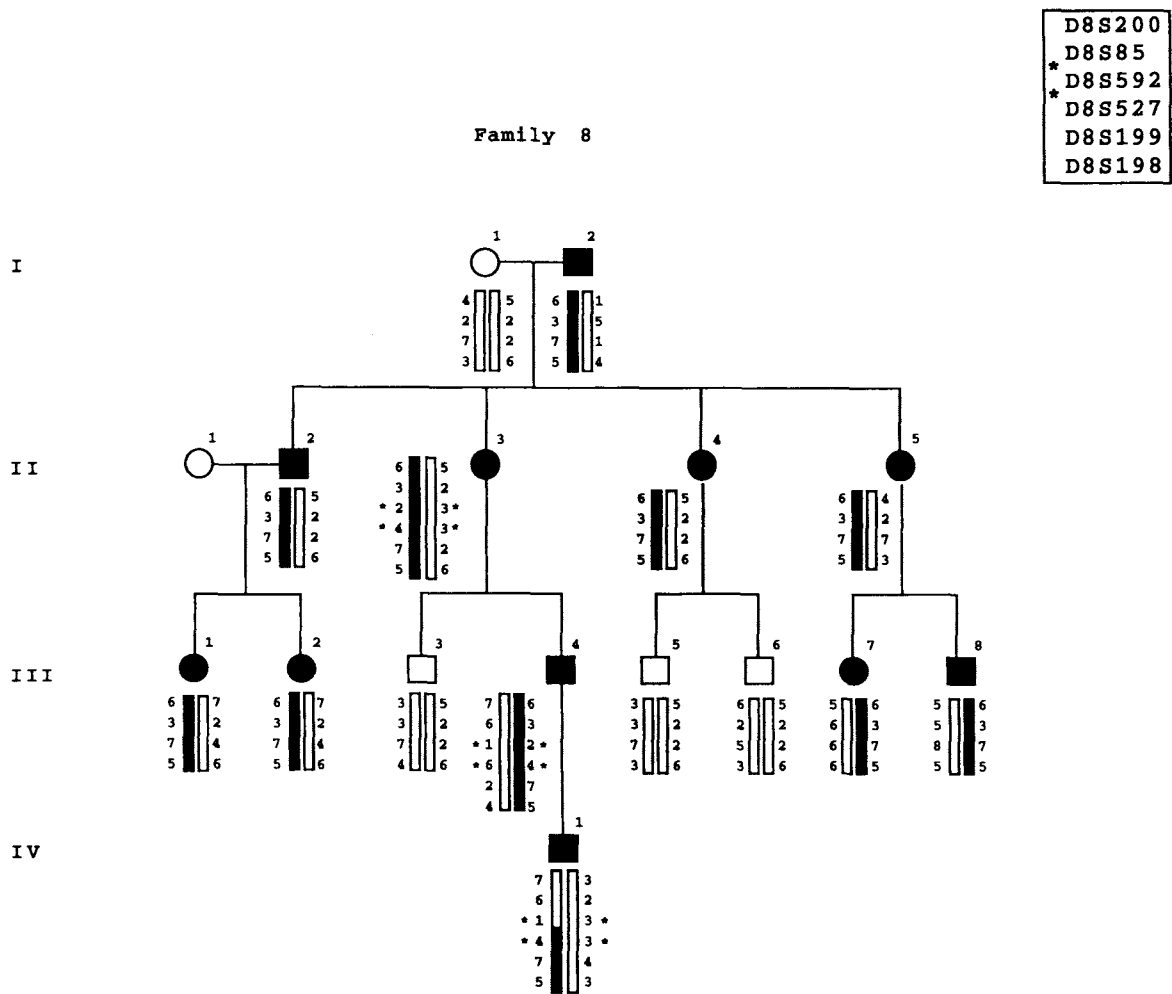 D8S200
D8S85
* D8S592
* D8S527
D8S199
D8S198
Family 8
1 2
I
4 5 6 1
2 2 3 5
7 2 7 1
3 6 5 4
1 2 3 4 5
II
6 5
3 2
* 2 3 *
* 4 3 *
7 2
5 6
6 5 6 5 6 4
3 2 3 2 3 2
7 2 7 2 7 7
5 6 5 6 5 3
1 2 3 4 5 6 7 8
III
6 7 6 7 3 5 7 6 3 5 6 5 5 6 5 6
3 2 3 2 3 2 6 3 3 2 2 2 6 3 5 3
7 4 7 4 7 2 * 1 2 * 7 2 5 2 6 7 8 7
5 6 5 6 4 6 * 6 4 * 3 6 3 6 6 5 5 5
2 7
4 5
1
IV
7 3
6 2
* 1 3 *
* 4 3 *
7 4
5 3